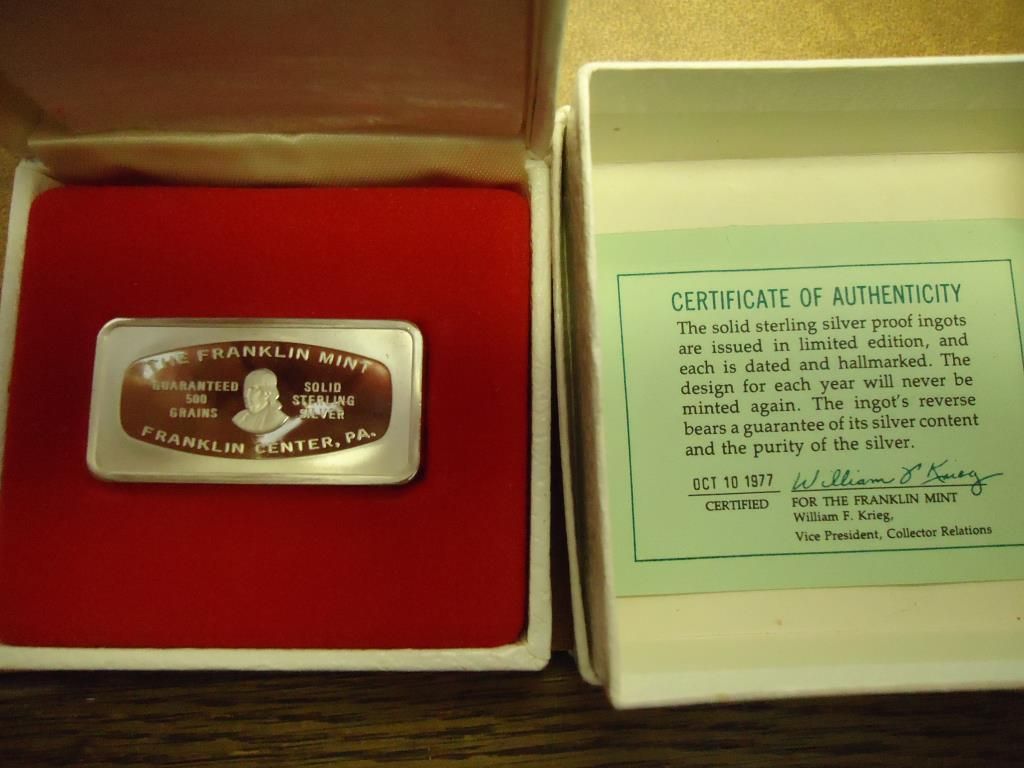 THE FRANKLIN MINT
GUARANTEED
500
GRAINS
SOLID
STERLING
SILVER
FRANKLIN CENTER, PA.
CERTIFICATE OF AUTHENTICITY
The solid sterling silver proof ingots
are issued in limited edition, and
each is dated and hallmarked. The
design for each year will never be
minted again. The ingot's reverse
bears a guarantee of its silver content
and the purity of the silver.
OCT 10 1977
CERTIFIED
William F Krieg
FOR THE FRANKLIN MINT
William F. Krieg,
Vice President, Collector Relations